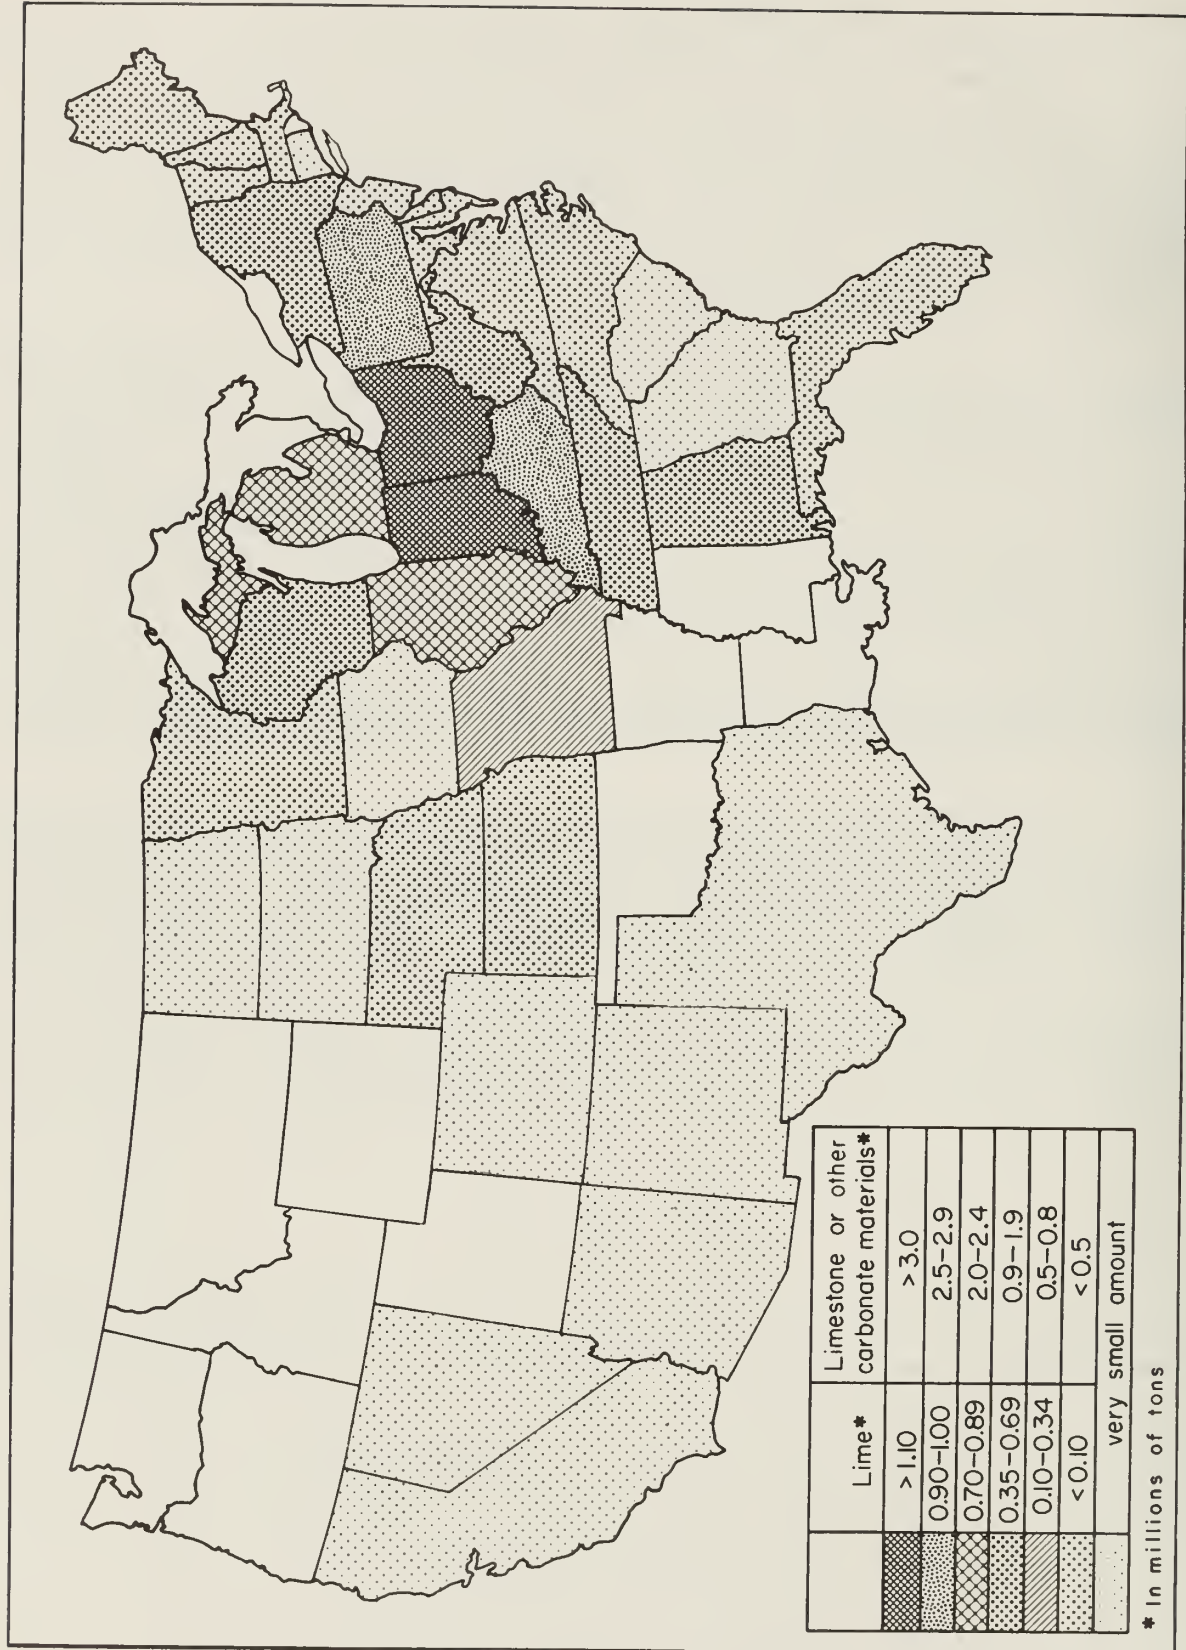 Lime*
Limestone or other
carbonate materials*
>1.10
>3.0
0.90–1.00
2.5–2.9
0.70–0.89
2.0–2.4
0.35–0.69
0.9–1.9
0.10–0.34
0.5–0.8
<0.10
<0.5
very small amount
* In millions of tons